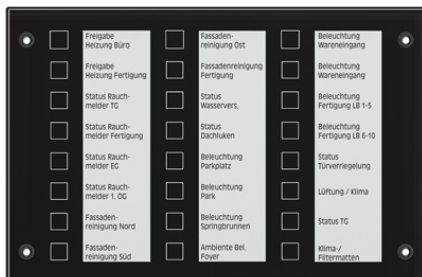 Freigabe
Heizung Büro
Freigabe
Heizung Fertigung
Status Rauch-
melder TG
Status Rauch-
melder Fertigung
Status Rauch-
melder EG
Status Rauch-
melder 1. OG
Fassaden-
reinigung Nord
Fassaden-
reinigung Süd
Fassaden-
reinigung Ost
Fassadenreinigung
Fertigung
Status
Wasservers.
Status
Dachluken
Beleuchtung
Parkplatz
Beleuchtung
Park
Beleuchtung
Springbrunnen
Ambiente Bel.
Foyer
Beleuchtung
Wareneingang
Beleuchtung
Wareneingang
Beleuchtung
Fertigung LB 1-5
Beleuchtung
Fertigung LB 6-10
Status
Türverriegelung
Lüftung / Klima
Status TG
Klima-/
Filtermatten